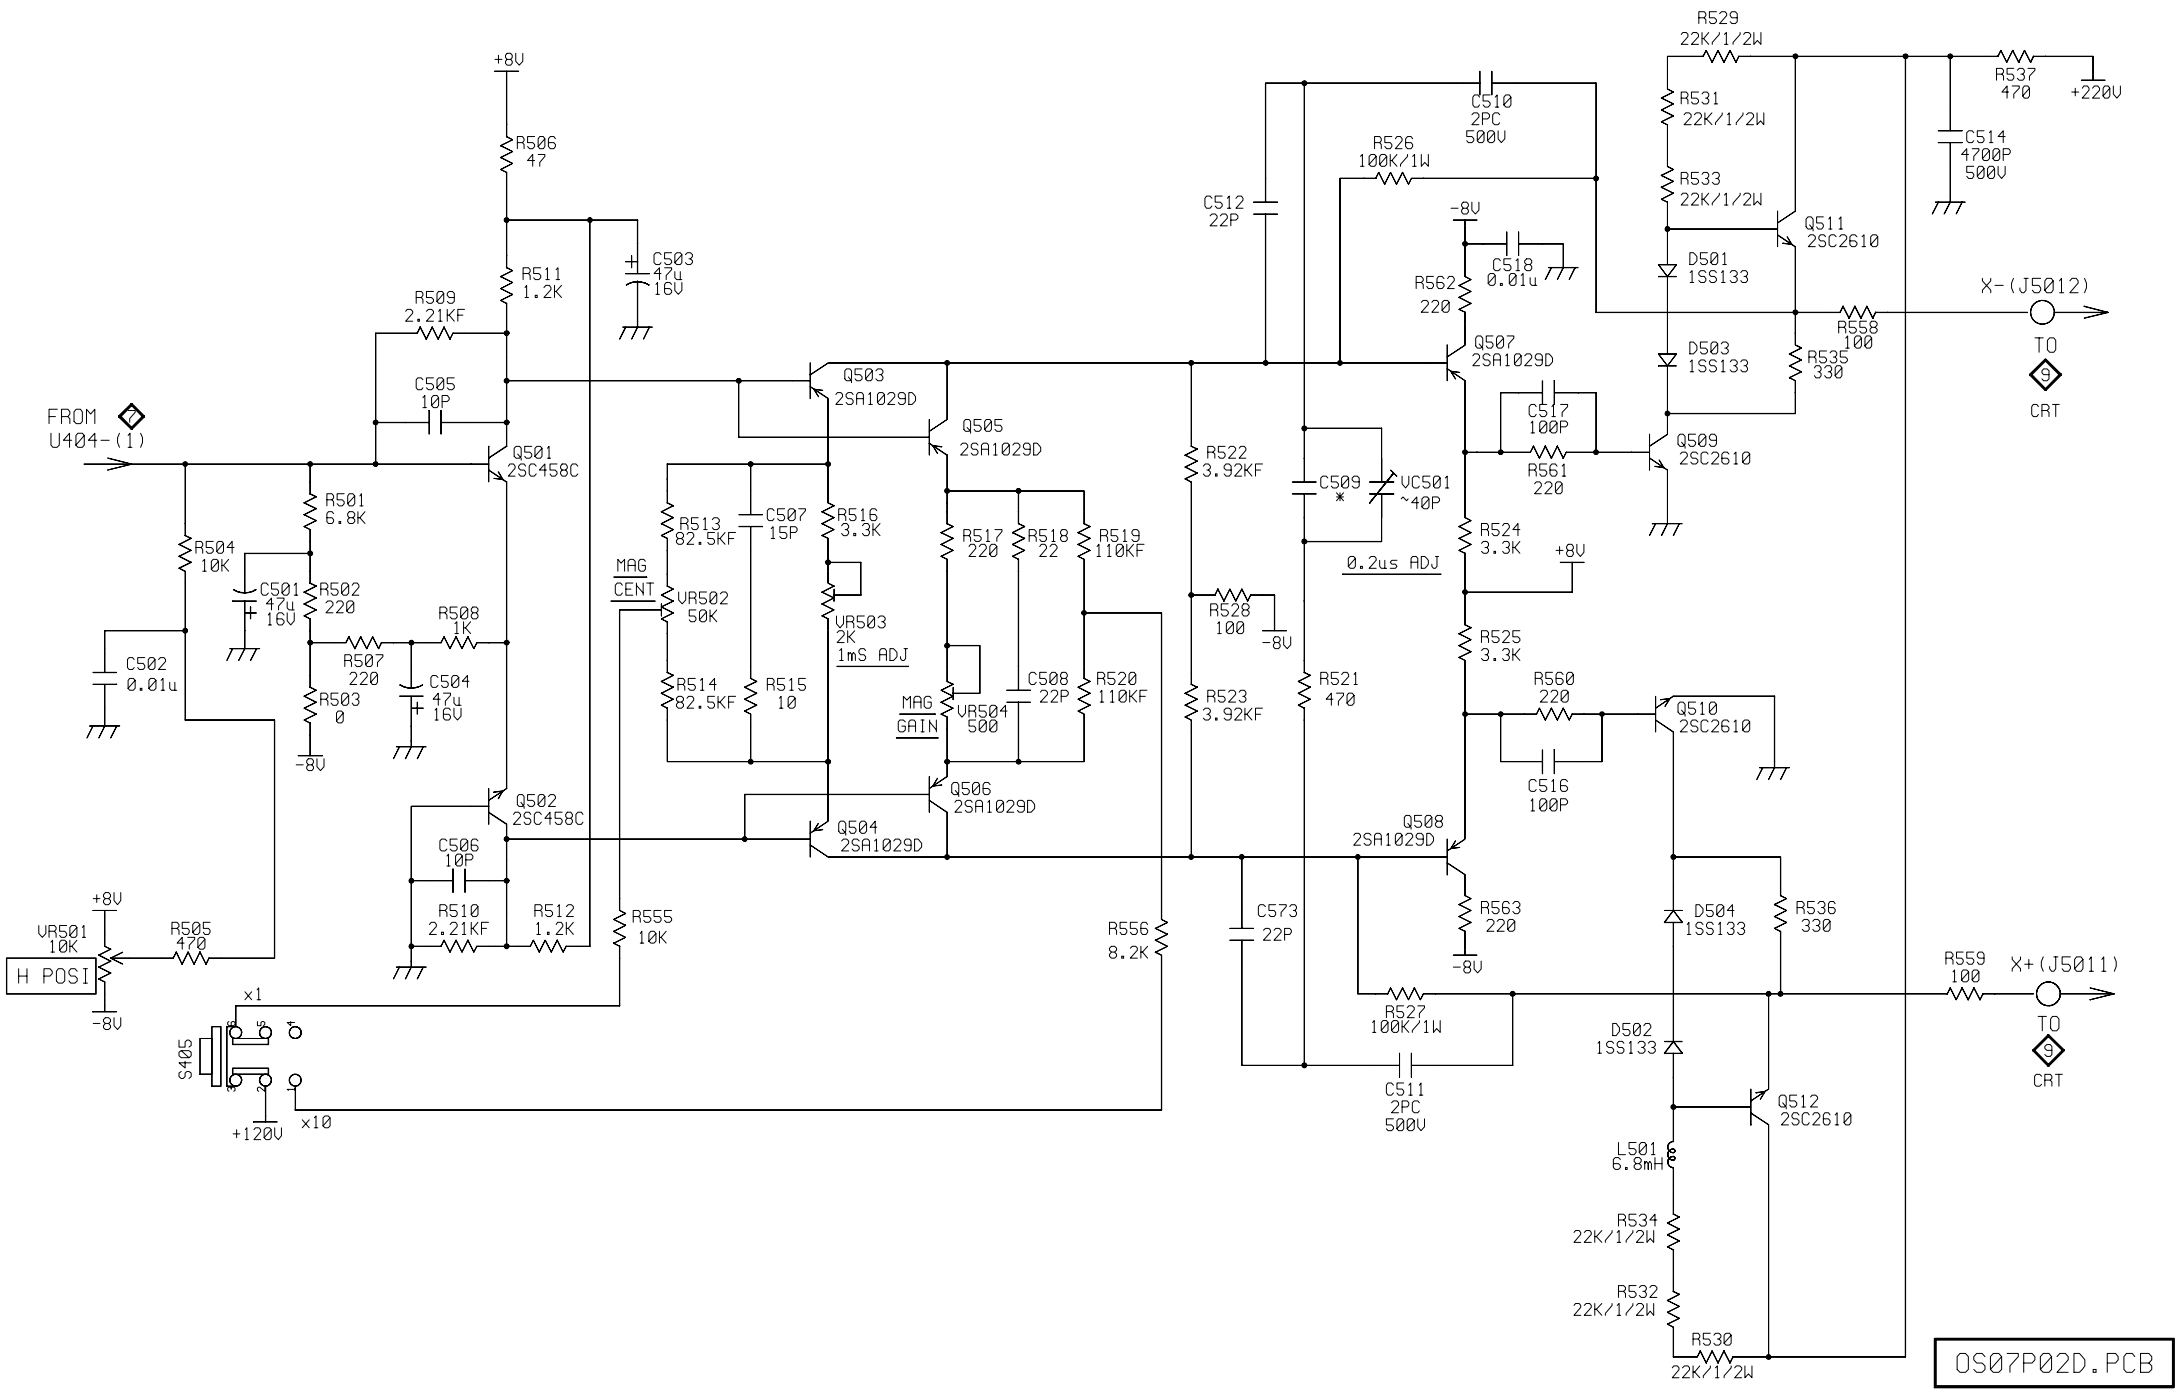 R529
22K/1/2W
R537
470
+220V
+8V
R531
22K/1/2W
C510
2PC
500V
C514
4700P
500V
R506
47
R526
100K/1W
R533
22K/1/2W
C512
22P
-8V
Q511
2SC2610
C503
47u
16V
C518
0.01u
D501
1SS133
R511
1.2K
R562
220
X-(J5012)
R509
2.21KF
R558
100
TO
9
CRT
Q507
2SA1029D
D503
1SS133
R535
330
C505
10P
Q503
2SA1029D
FROM 7
U404-(1)
C517
100P
Q505
2SA1029D
Q501
2SC458C
Q509
2SC2610
R522
3.92KF
R561
220
C509
*
VC501
~40P
R501
6.8K
R513
82.5KF
C507
15P
R516
3.3K
R517
220
R518
22
R519
110KF
R524
3.3K
+8V
R504
10K
0.2us ADJ
MAG
CENT
VR502
50K
C501
47u
16V
R502
220
R508
1K
R528
100
-8V
VR503
2K
1mS ADJ
R525
3.3K
C502
0.01u
R507
220
C504
47u
16V
R503
0
-8V
R514
82.5KF
R515
10
C508
22P
R520
110KF
R523
3.92KF
R521
470
R560
220
MAG
GAIN
VR504
500
Q510
2SC2610
C516
100P
Q502
2SC458C
Q506
2SA1029D
Q504
2SA1029D
Q508
2SA1029D
C506
10P
+8V
VR501
10K
R505
470
H POSI
-8V
R510
2.21KF
R512
1.2K
R555
10K
R556
8.2K
C573
22P
R563
220
-8V
D504
1SS133
R536
330
R559
100
X+(J5011)
TO
9
CRT
x1
6 5 4
S405
3 2 1
+120V
x10
R527
100K/1W
D502
1SS133
C511
2PC
500V
Q512
2SC2610
L501
6.8mH
R534
22K/1/2W
R532
22K/1/2W
R530
22K/1/2W
OS07P02D.PCB